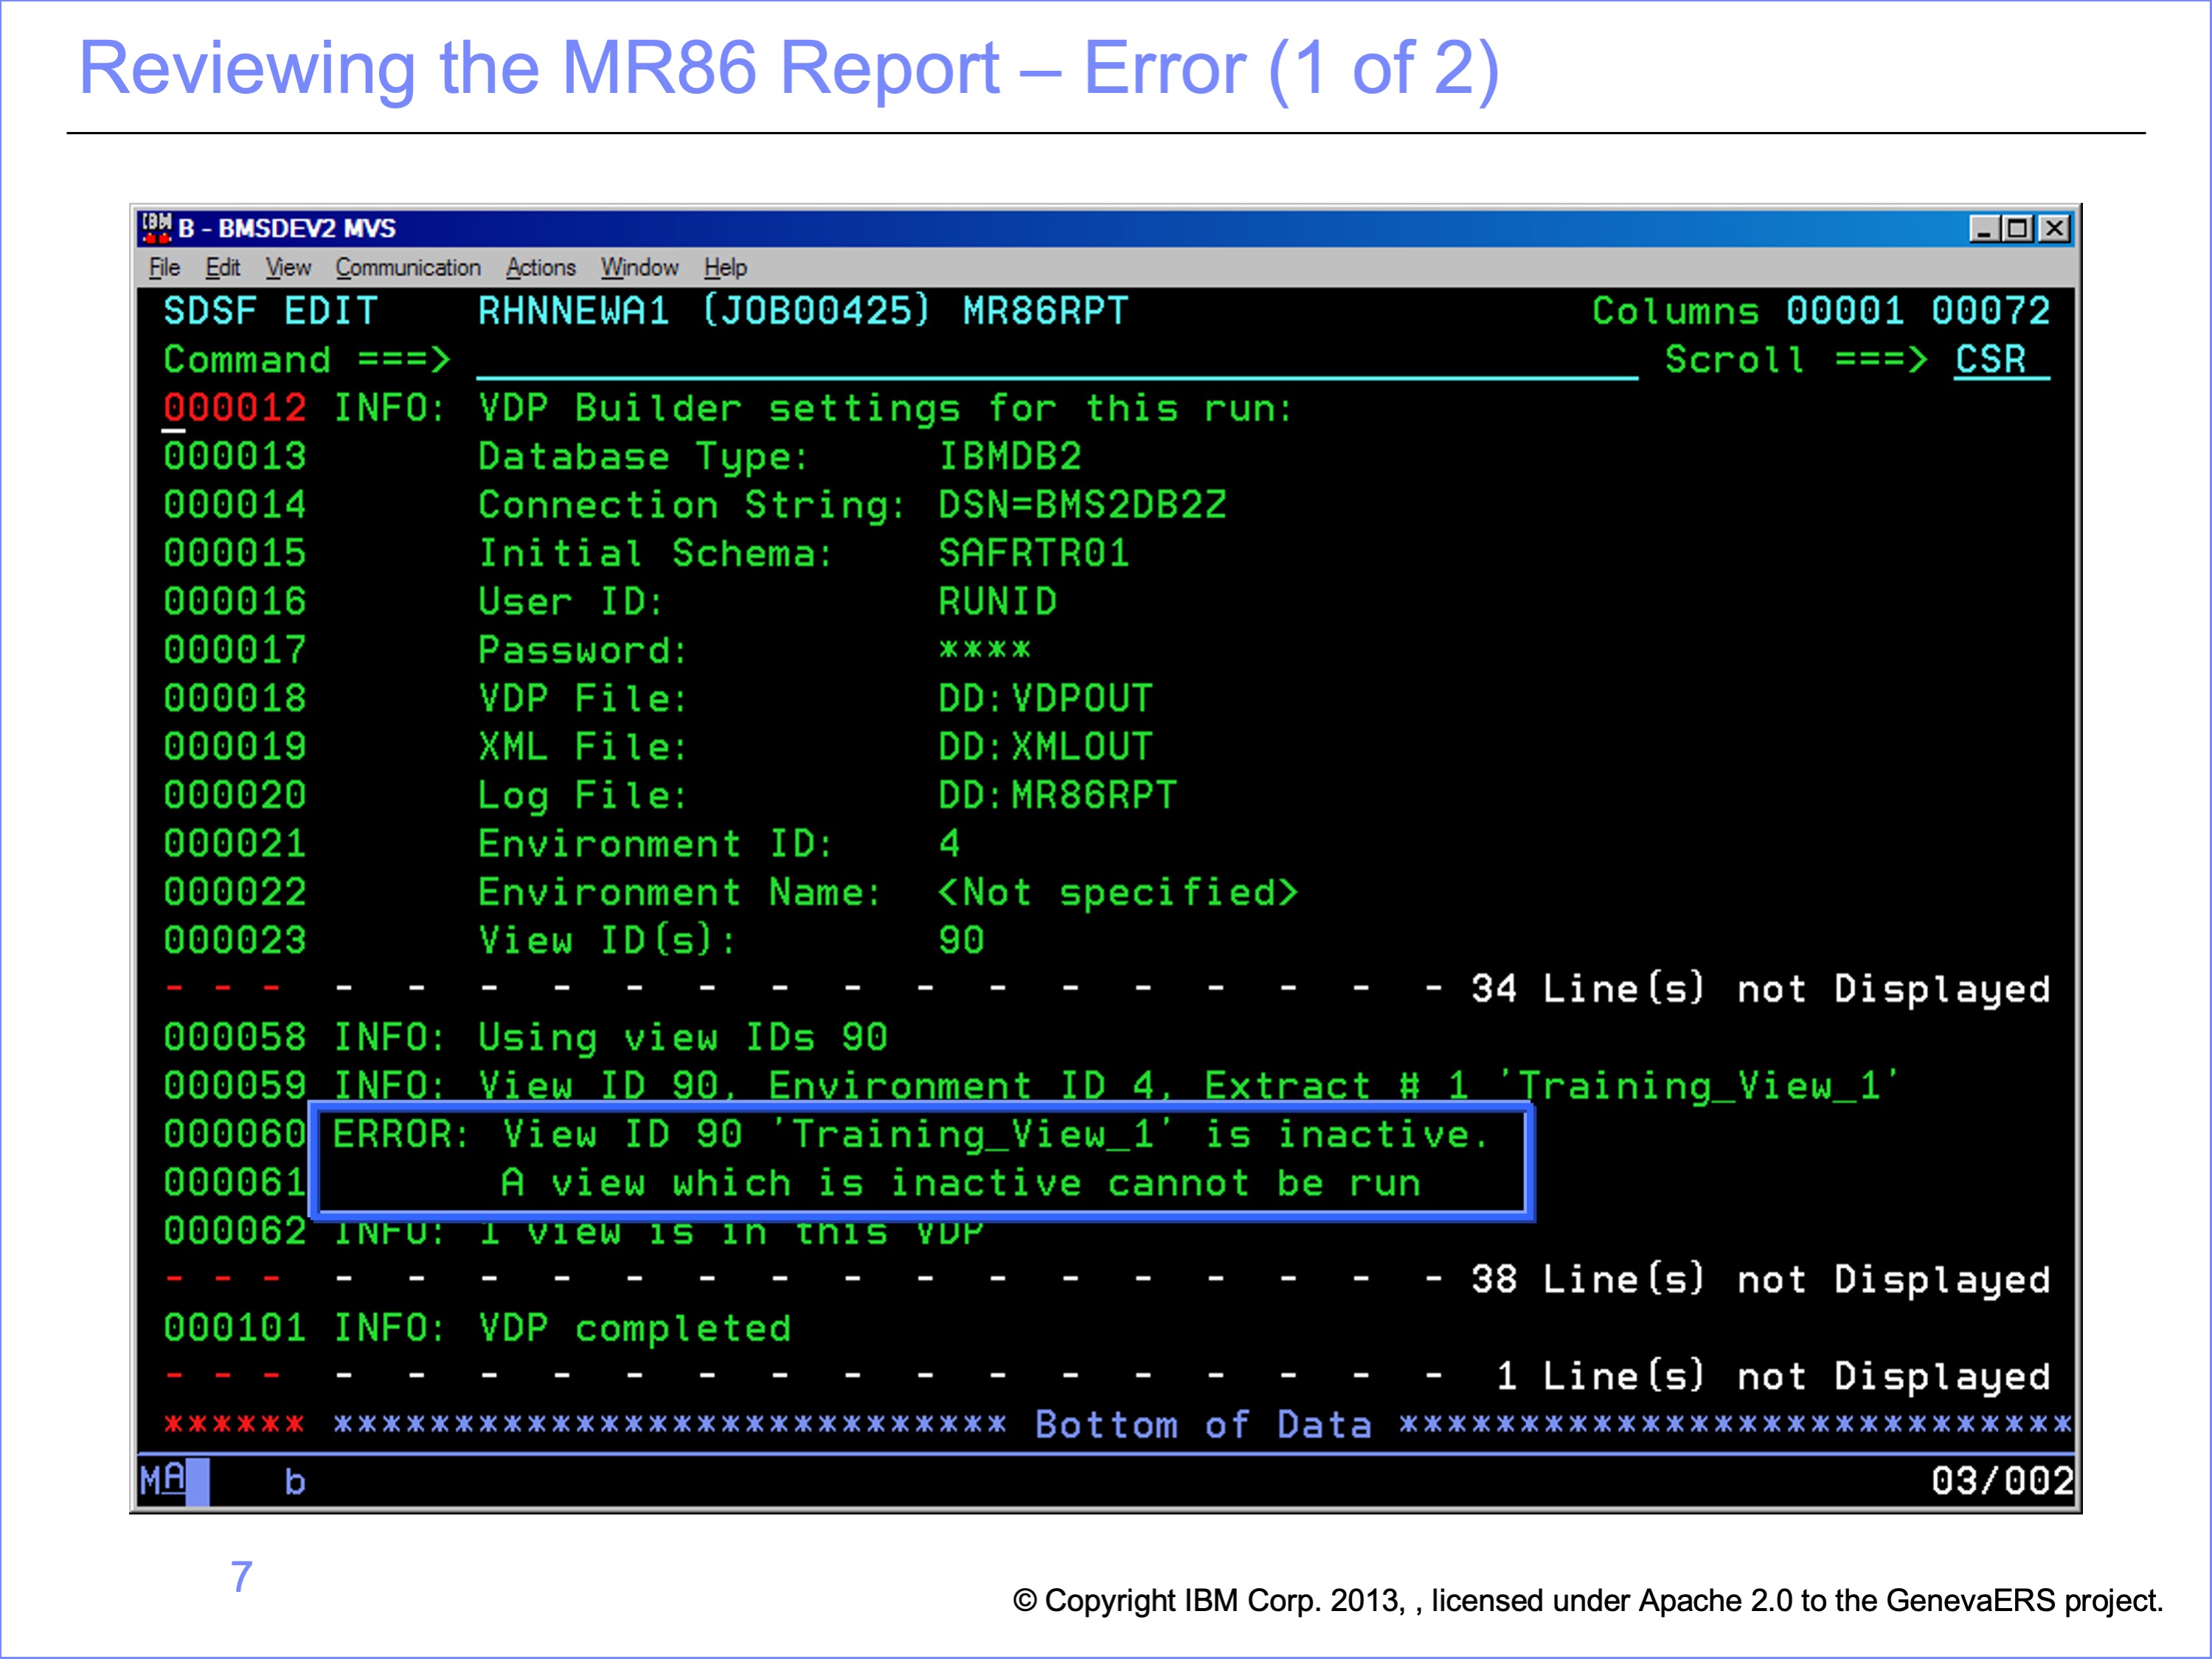 Reviewing the MR86 Report – Error (1 of 2)
IBM B - BMSDEV2 MVS
File Edit View Communication Actions Window Help
SDSF EDIT RHNNEWA1 (JOB00425) MR86RPT Columns 00001 00072
Command ===> Scroll ===> CSR
000012 INFO: VDP Builder settings for this run:
000013 Database Type: IBMDB2
000014 Connection String: DSN=BMS2DB2Z
000015 Initial Schema: SAFRTR01
000016 User ID: RUNID
000017 Password: ****
000018 VDP File: DD:VDPOUT
000019 XML File: DD:XMLOUT
000020 Log File: DD:MR86RPT
000021 Environment ID: 4
000022 Environment Name: <Not specified>
000023 View ID(s): 90
- - - - - - - - - - - - - - - - - - - 34 Line(s) not Displayed
000058 INFO: Using view IDs 90
000059 INFO: View ID 90, Environment ID 4, Extract # 1 'Training_View_1'
000060 ERROR: View ID 90 'Training_View_1' is inactive.
000061 A view which is inactive cannot be run
000062 INFO: 1 view is in this VDP
- - - - - - - - - - - - - - - - - - - 38 Line(s) not Displayed
000101 INFO: VDP completed
- - - - - - - - - - - - - - - - - - - 1 Line(s) not Displayed
****** **************************** Bottom of Data ****************************
MA b 03/002
7
© Copyright IBM Corp. 2013, , licensed under Apache 2.0 to the GenevaERS project.